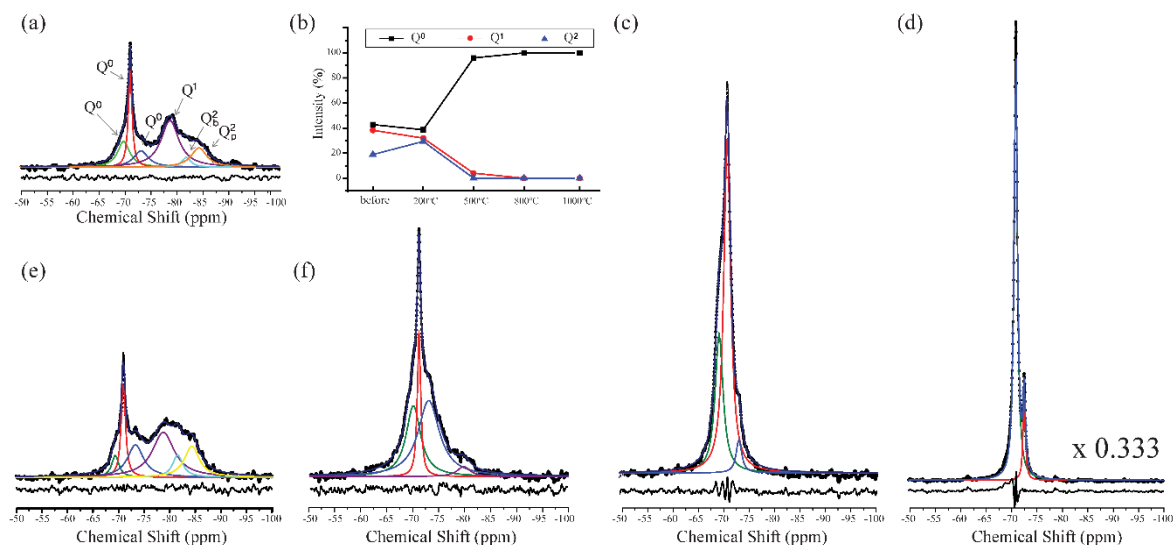 (a)
Q⁰
Q⁰
Q⁰
Q¹
Q²b
Q²p
-50 -55 -60 -65 -70 -75 -80 -85 -90 -95 -100
Chemical Shift (ppm)
(b)
Q⁰ Q¹ Q²
100
80
60
40
20
0
Intensity (%)
before 200°C 500°C 800°C 1000°C
(c)
-50 -55 -60 -65 -70 -75 -80 -85 -90 -95 -100
Chemical Shift (ppm)
(d)
x 0.333
-50 -55 -60 -65 -70 -75 -80 -85 -90 -95 -100
Chemical Shift (ppm)
(e)
-50 -55 -60 -65 -70 -75 -80 -85 -90 -95 -100
Chemical Shift (ppm)
(f)
-50 -55 -60 -65 -70 -75 -80 -85 -90 -95 -100
Chemical Shift (ppm)